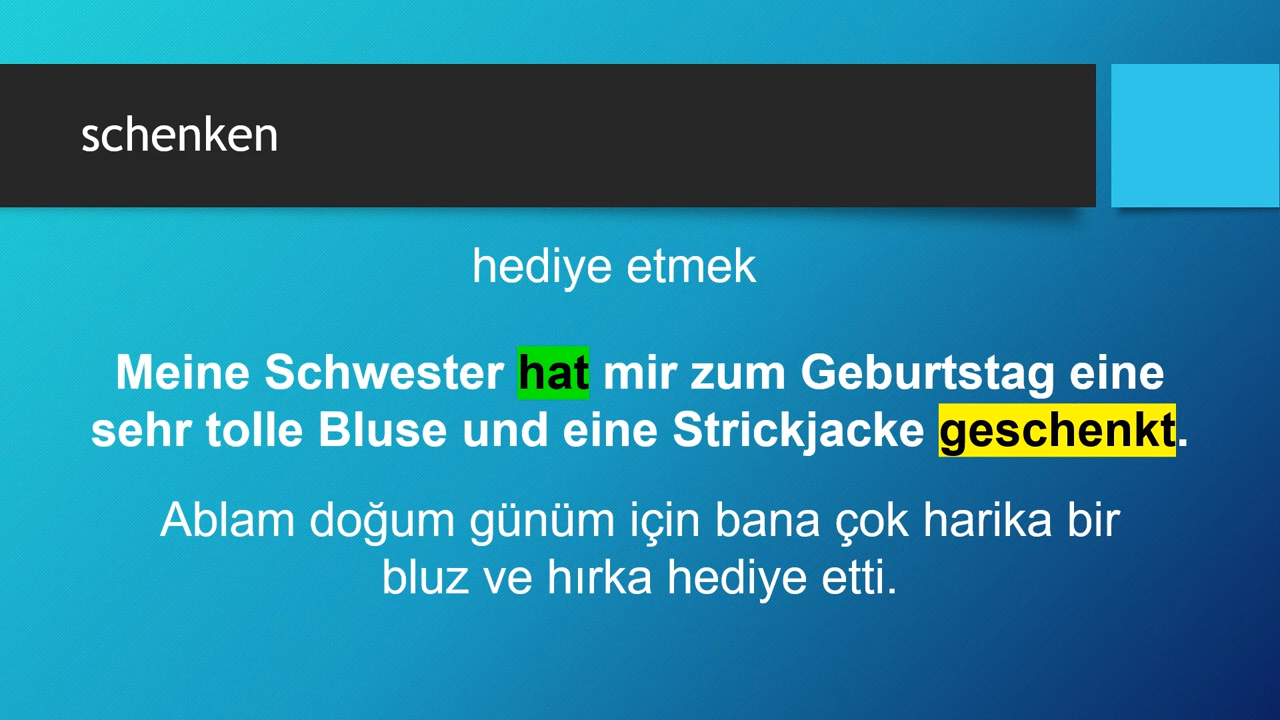 schenken
hediye etmek
Meine Schwester hat mir zum Geburtstag eine
sehr tolle Bluse und eine Strickjacke geschenkt.
Ablam doğum günüm için bana çok harika bir
bluz ve hırka hediye etti.